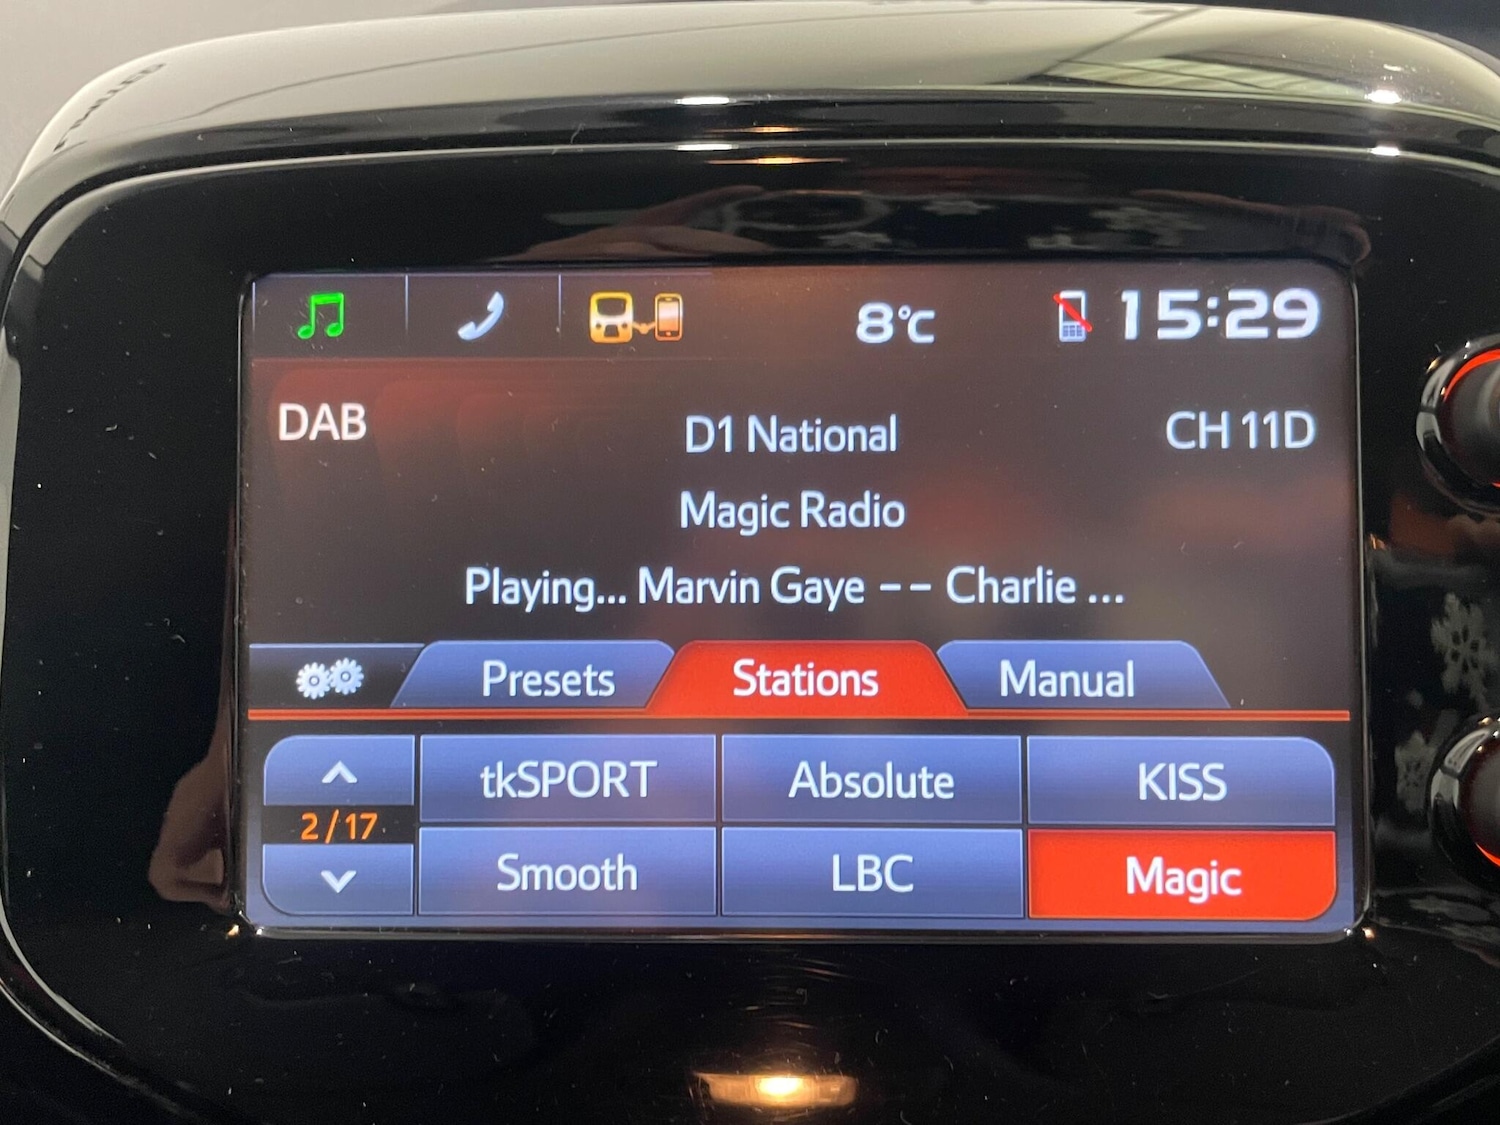 8°C 15:29
DAB D1 National CH 11D
Magic Radio
Playing... Marvin Gaye -- Charlie ...
Presets Stations Manual
tkSPORT Absolute KISS
2/17
Smooth LBC Magic